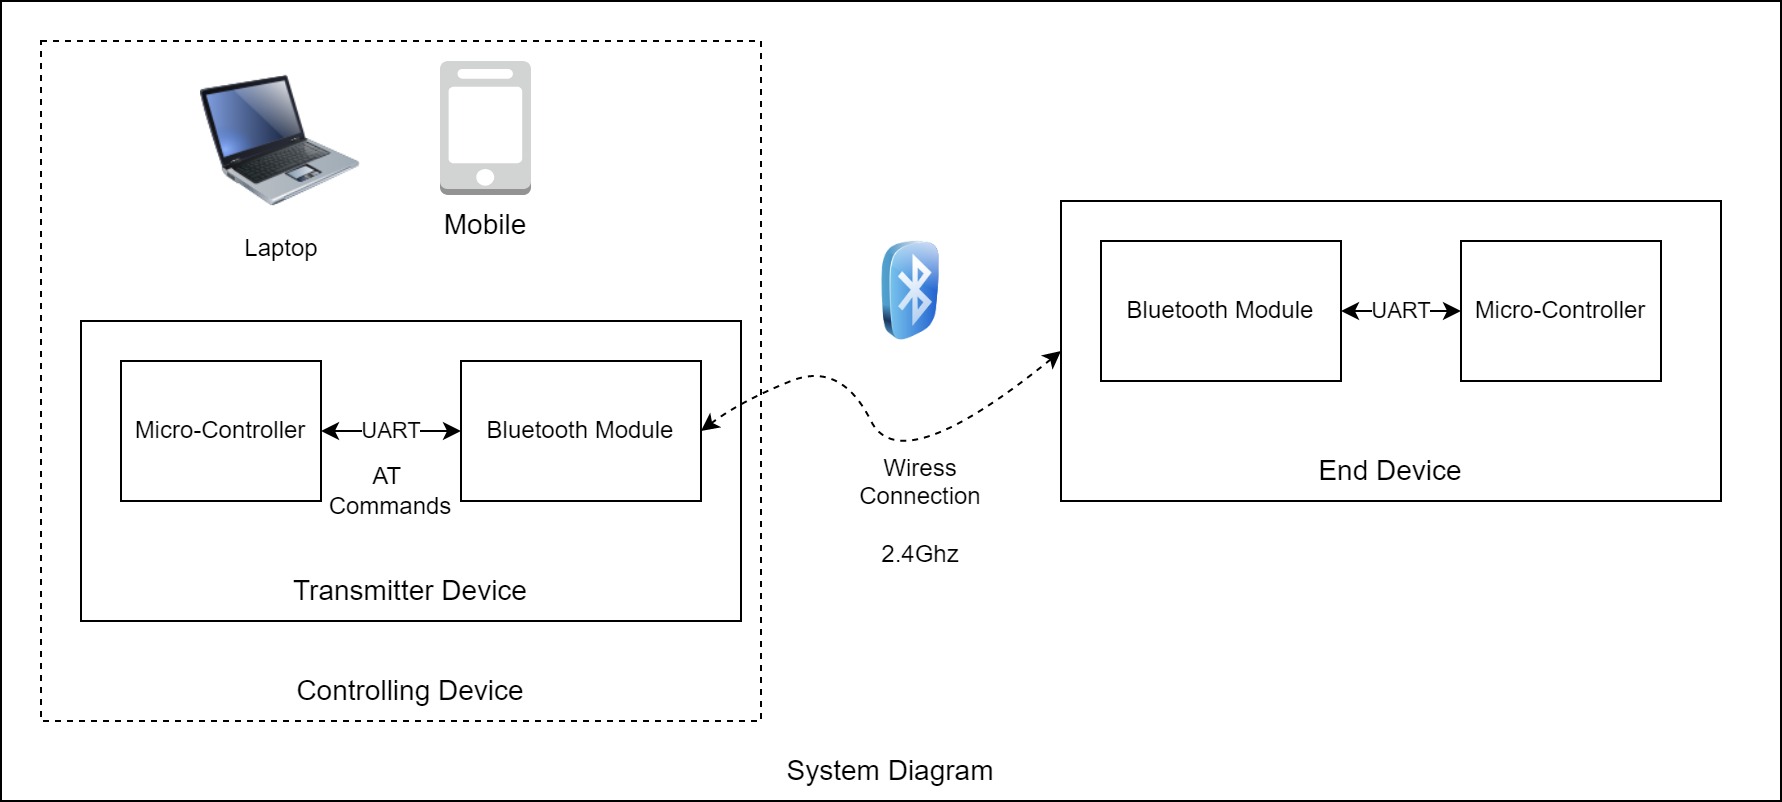 Laptop
Mobile
Micro-Controller
UART
AT
Commands
Bluetooth Module
Transmitter Device
Controlling Device
Wiress
Connection
2.4Ghz
Bluetooth Module
UART
Micro-Controller
End Device
System Diagram